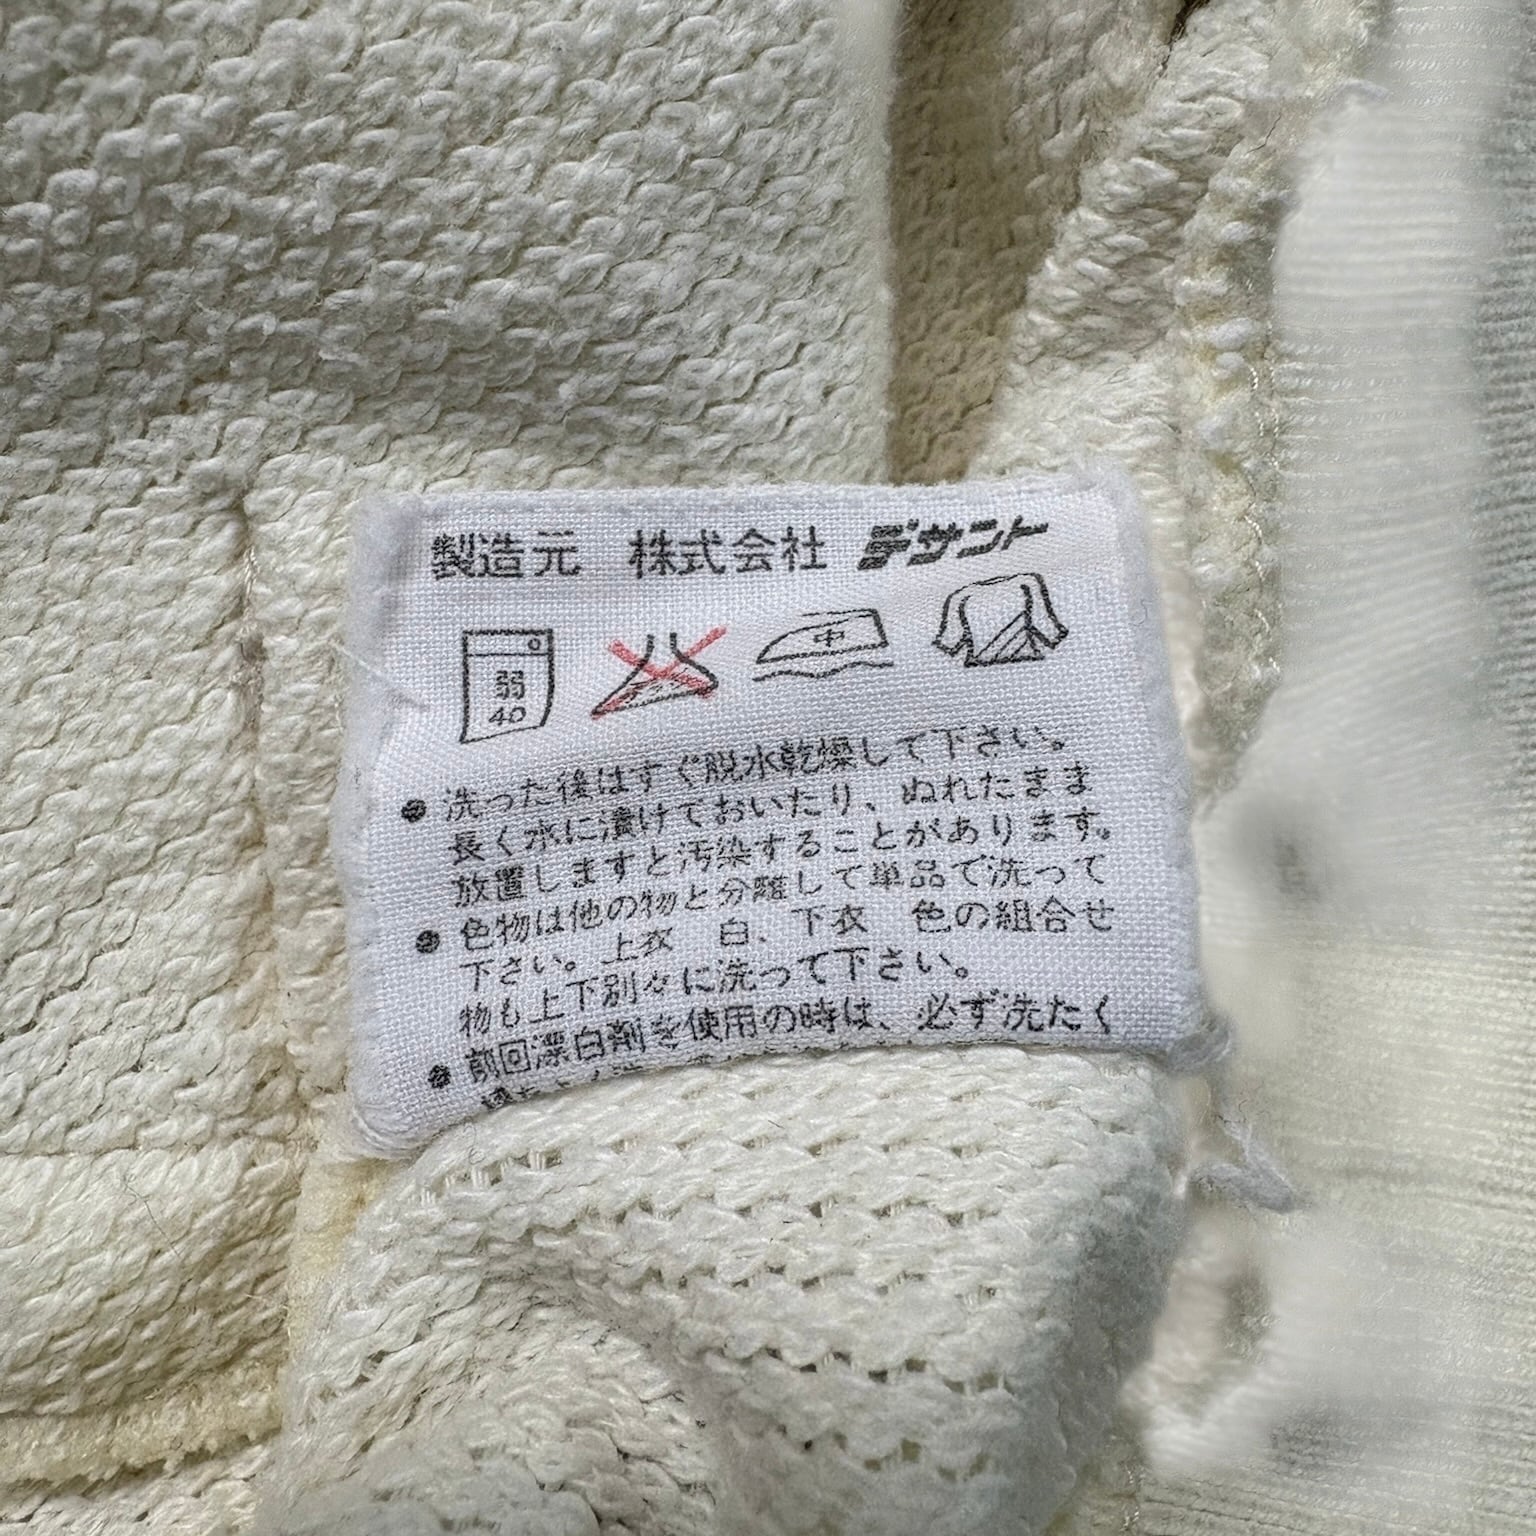 製造元 株式会社 デサント
弱
40
中
● 洗った後はすぐ脱水乾燥して下さい。
長く水に漬けておいたり、ぬれたまま
放置しますと汚染することがあります。
● 色物は他の物と分離して単品で洗って
下さい。上衣 白、下衣 色の組合せ
物も上下別々に洗って下さい。
● 前回漂白剤を使用の時は、必ず洗たく